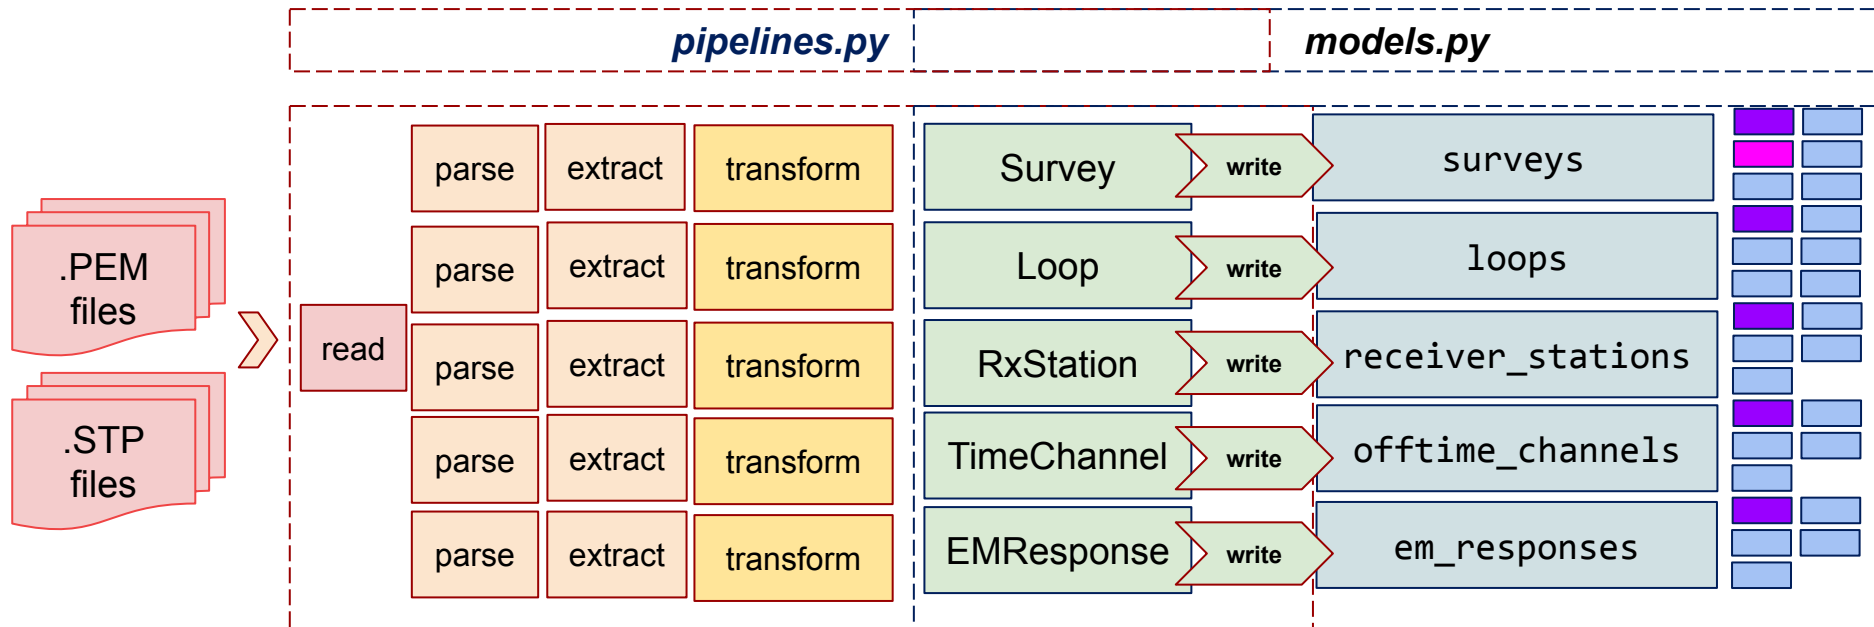 pipelines.py
models.py
.PEM
files
.STP
files
read
parse extract transform Survey write surveys
parse extract transform Loop write loops
parse extract transform RxStation write receiver_stations
parse extract transform TimeChannel write offtime_channels
parse extract transform EMResponse write em_responses